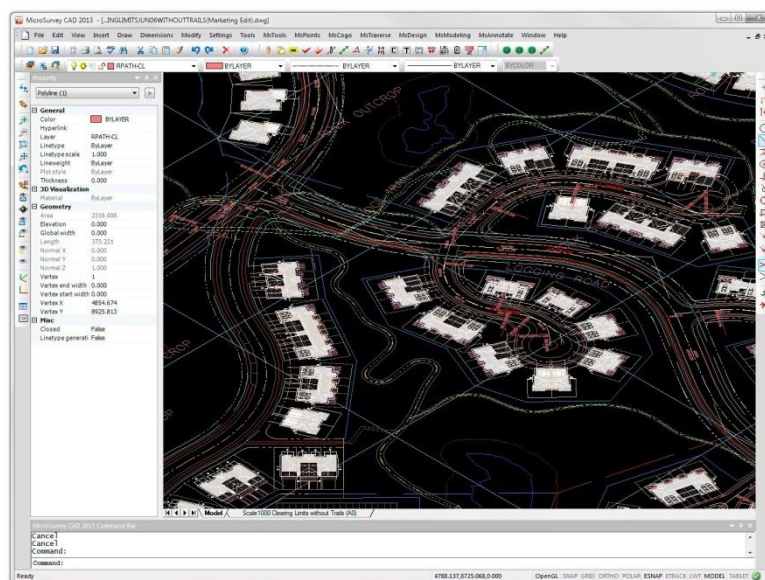 MicroSurvey CAD 2013 - [...INGLIMITS\UN06WITHOUTTRAILS(Marketing Edit).dwg]
File Edit View Insert Draw Dimensions Modify Settings Tools MsTools MsPoints MsCogo MsTraverse MsDesign MsModeling MsAnnotate Window Help
RPATH-CL BYLAYER BYLAYER BYLAYER BYCOLOR
Property
Polyline (1)
General
Color BYLAYER
Hyperlink
Layer RPATH-CL
Linetype ByLayer
Linetype scale 1.000
Lineweight ByLayer
Plot style ByLayer
Thickness 0.000
3D Visualization
Material ByLayer
Geometry
Area 2316.008
Elevation 0.000
Global width 0.000
Length 373.221
Normal X 0.000
Normal Y 0.000
Normal Z 1.000
Vertex 1
Vertex end width 0.000
Vertex start width 0.000
Vertex X 4854.674
Vertex Y 8925.813
Misc
Closed False
Linetype generati False
OUTCROP
LOGGING ROAD
OUTCROP
OUTCROP
Model Scale1000 Clearing Limits without Trails (A0)
MicroSurvey CAD 2013 Command Bar
Cancel
Cancel
Command:
Command:
Ready 4788.137,8725.068,0.000 OpenGL SNAP GRID ORTHO POLAR ESNAP ETRACK LWT MODEL TABLET